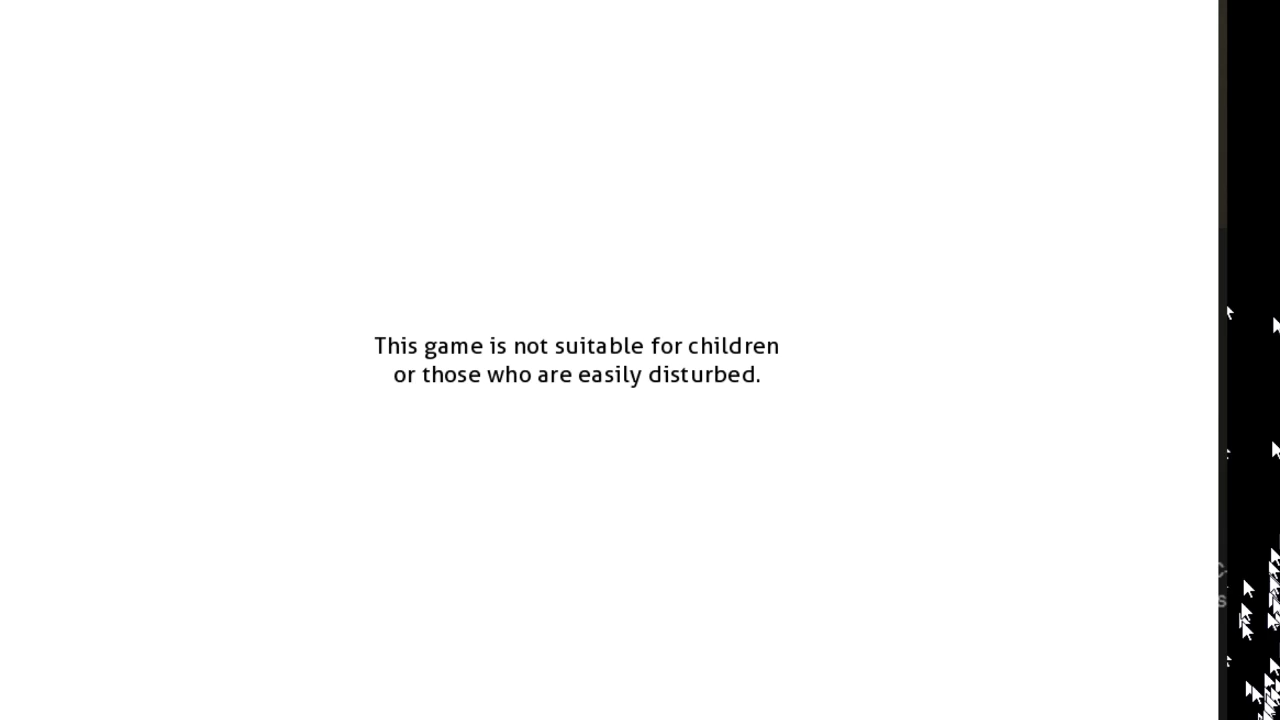 This game is not suitable for children
or those who are easily disturbed.